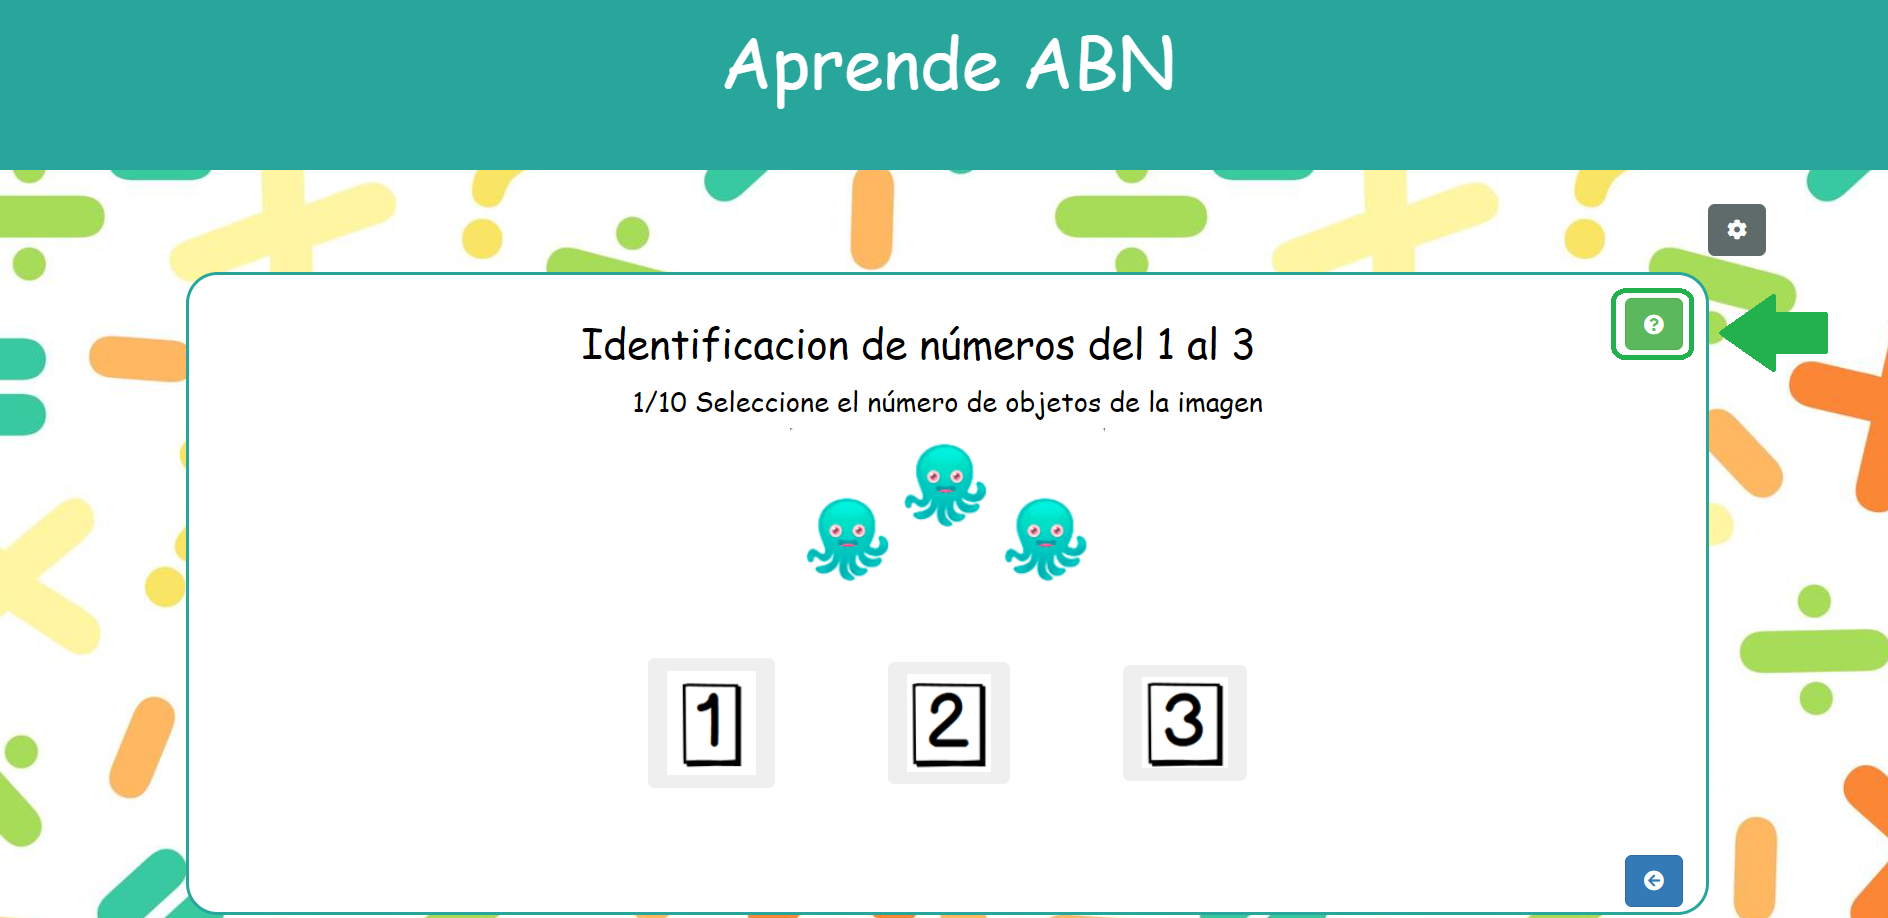 Aprende ABN
Identificacion de números del 1 al 3
1/10 Seleccione el número de objetos de la imagen
1 2 3